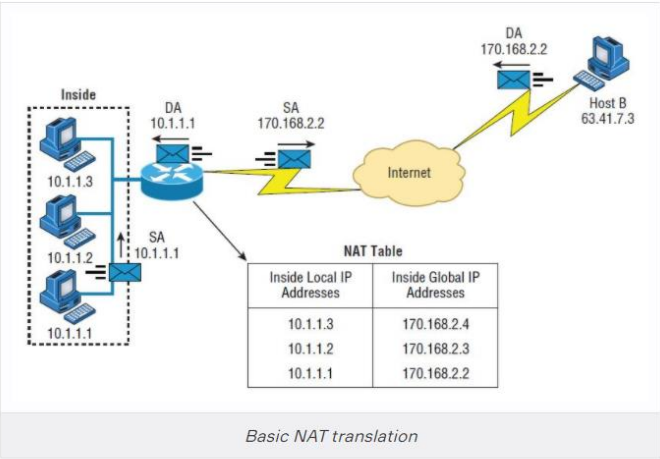 DA
170.168.2.2
Host B
63.41.7.3
Inside
DA
10.1.1.1
SA
170.168.2.2
Internet
10.1.1.3
10.1.1.2
SA
10.1.1.1
10.1.1.1
NAT Table
Inside Local IP Addresses
Inside Global IP Addresses
10.1.1.3 170.168.2.4
10.1.1.2 170.168.2.3
10.1.1.1 170.168.2.2
Basic NAT translation